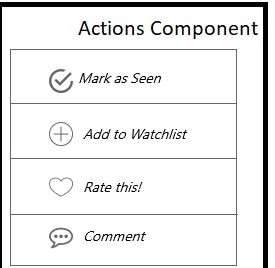 Actions Component
Mark as Seen
Add to Watchlist
Rate this!
Comment